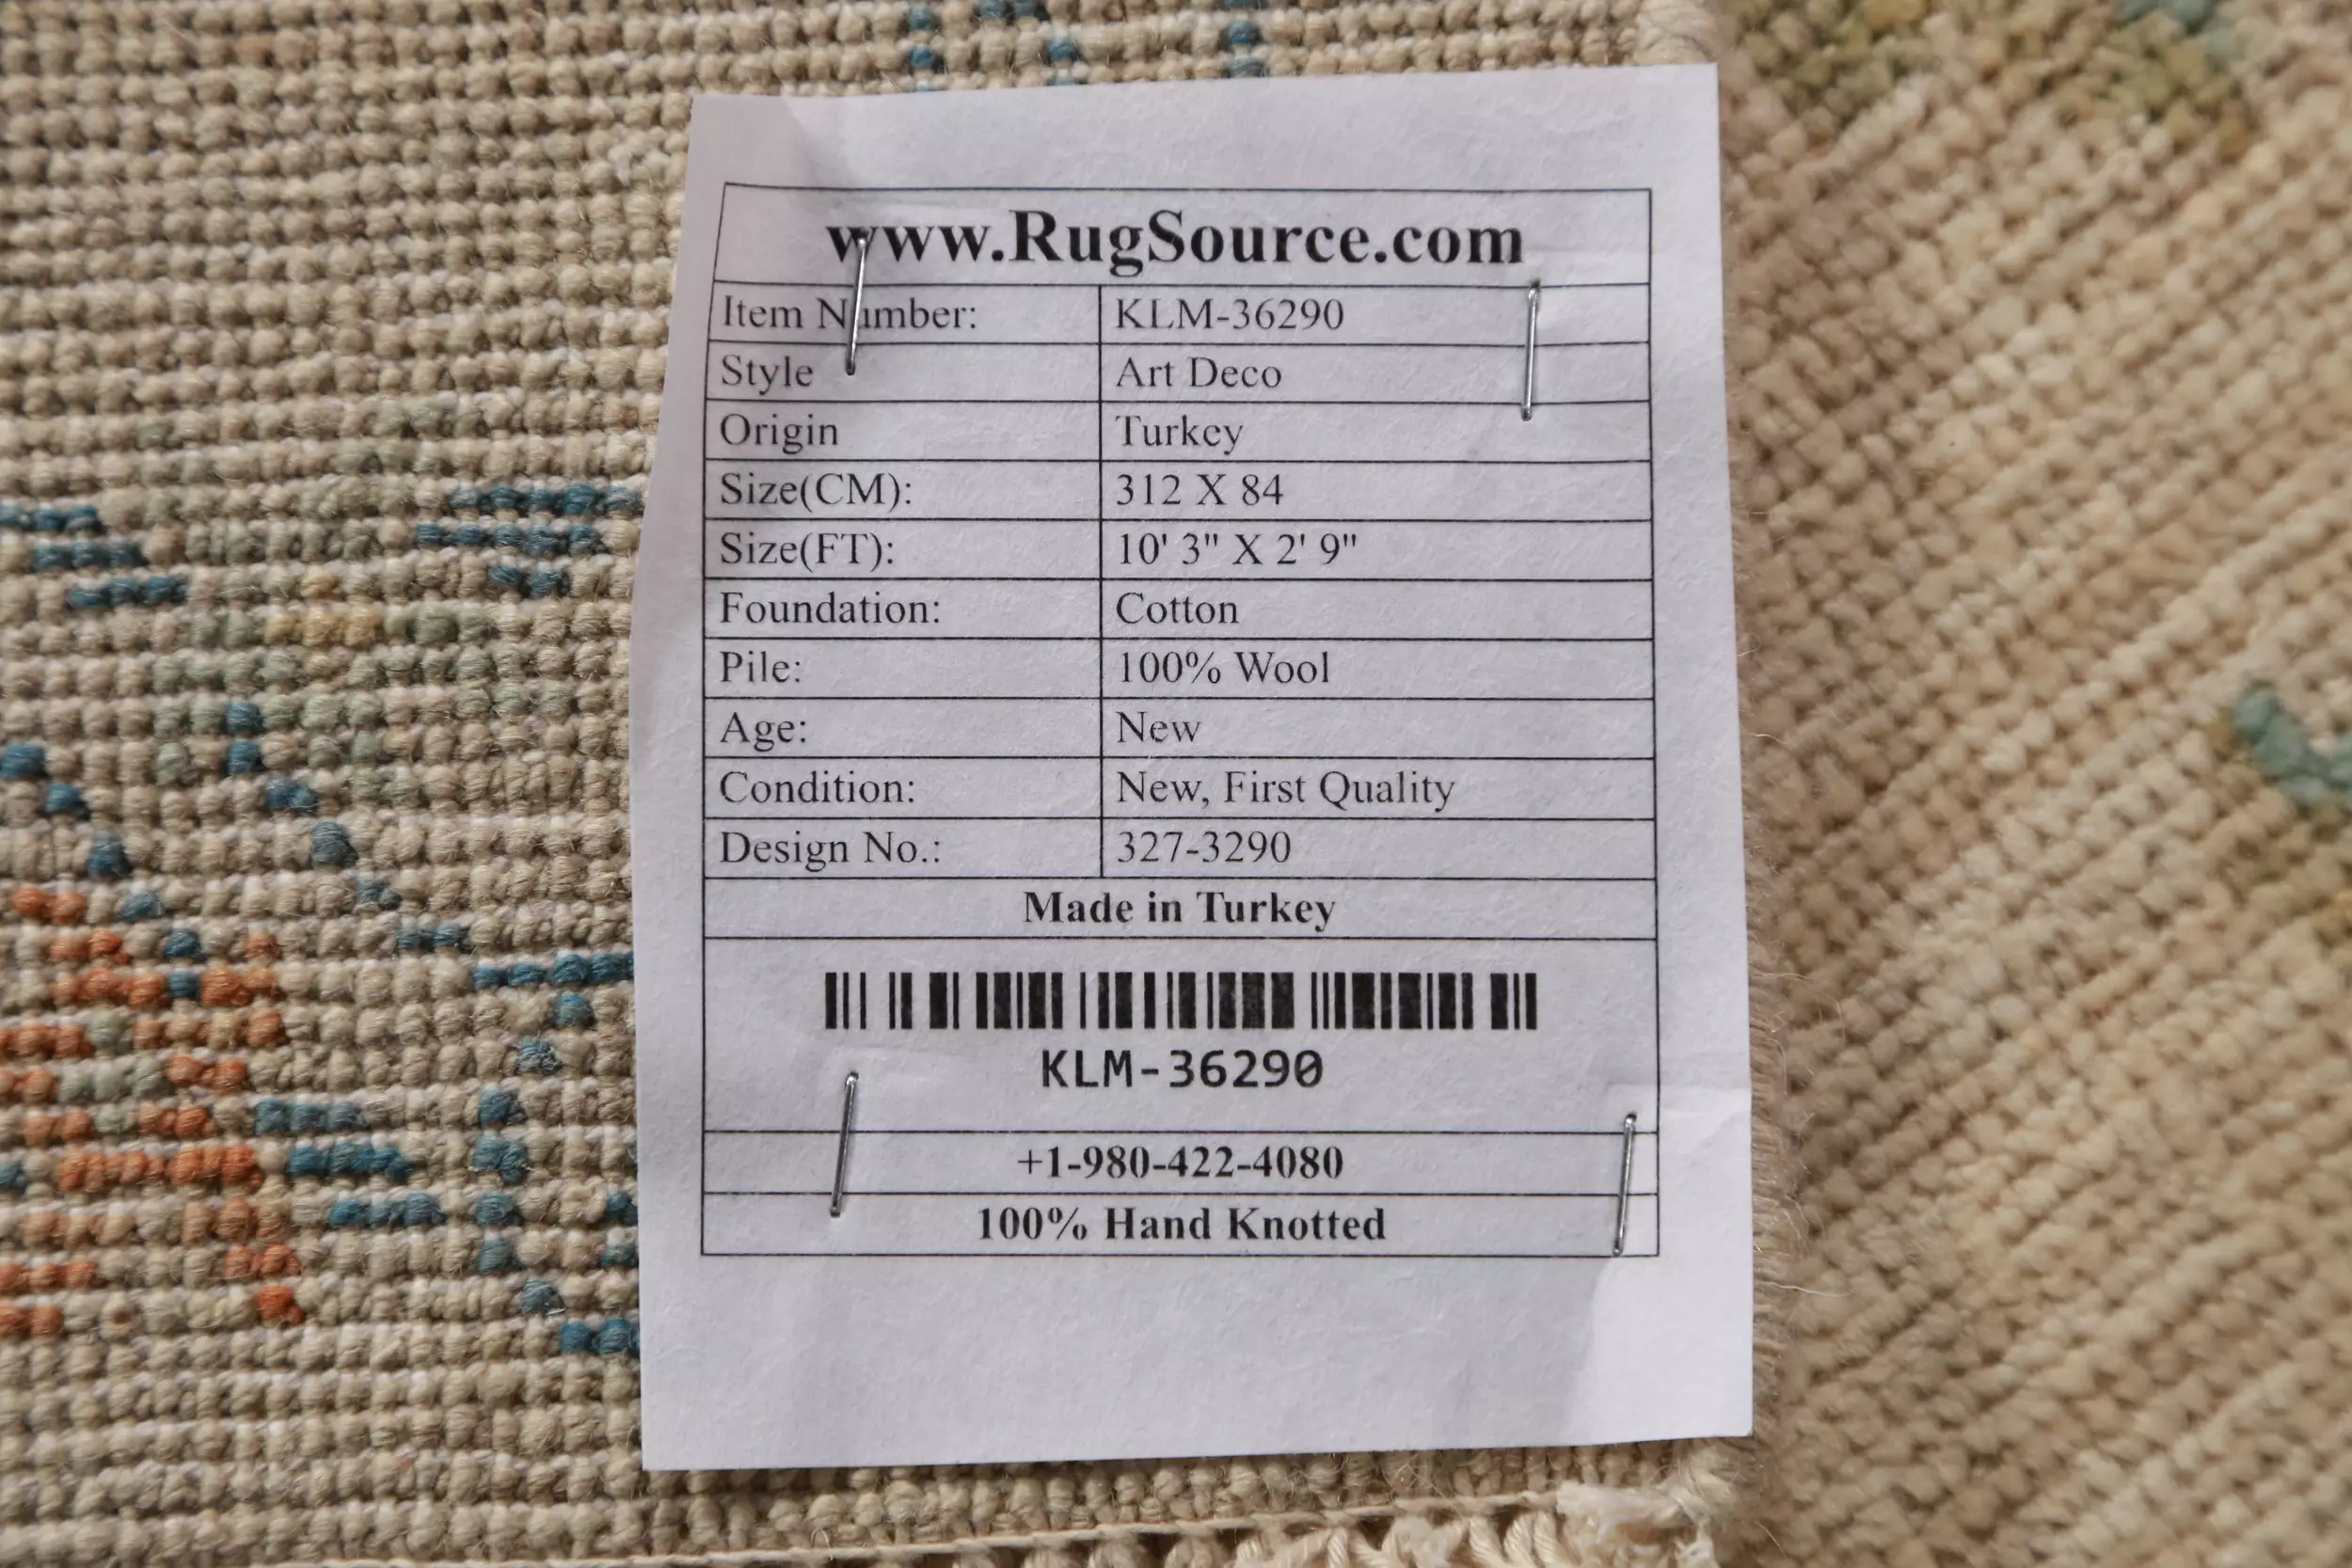 www.RugSource.com
Item Number: KLM-36290
Style Art Deco
Origin Turkey
Size(CM): 312 X 84
Size(FT): 10' 3" X 2' 9"
Foundation: Cotton
Pile: 100% Wool
Age: New
Condition: New, First Quality
Design No.: 327-3290
Made in Turkey
KLM-36290
+1-980-422-4080
100% Hand Knotted